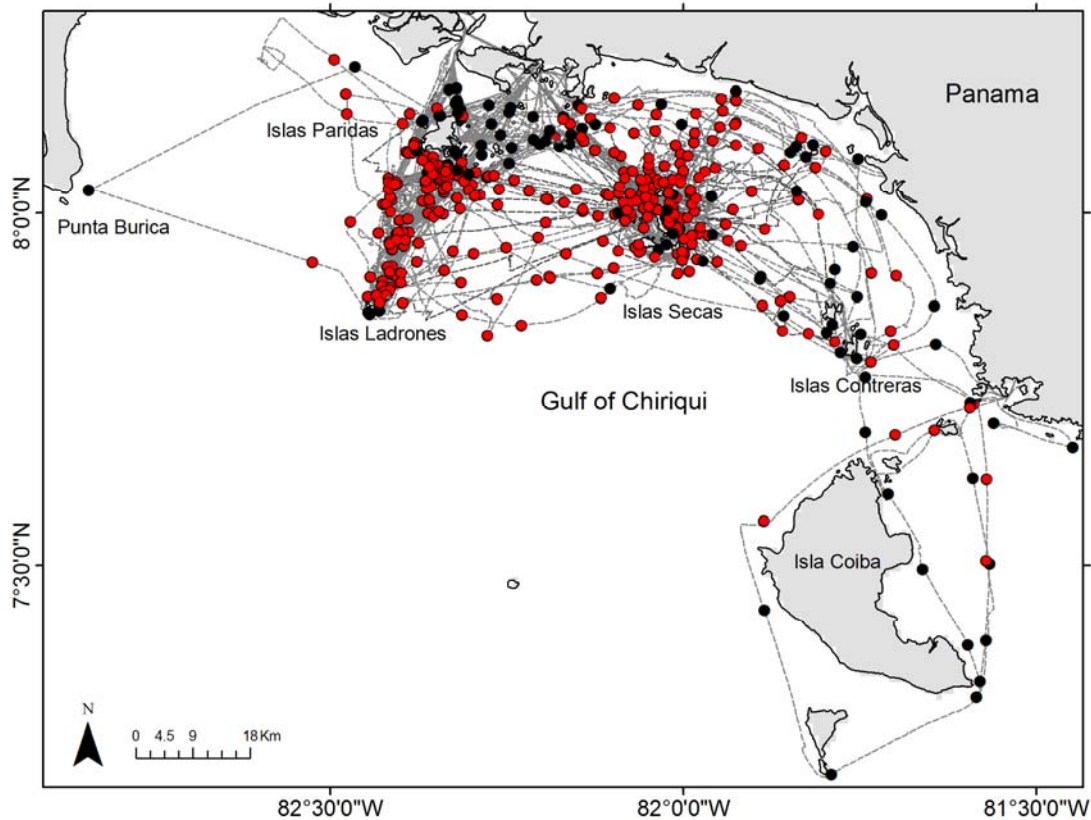 Panama
Islas Paridas
8°0'0"N
Punta Burica
Islas Secas
Islas Ladrones
Islas Contreras
Gulf of Chiriqui
7°30'0"N
Isla Coiba
N
0 4.5 9 18 Km
82°30'0"W 82°0'0"W 81°30'0"W